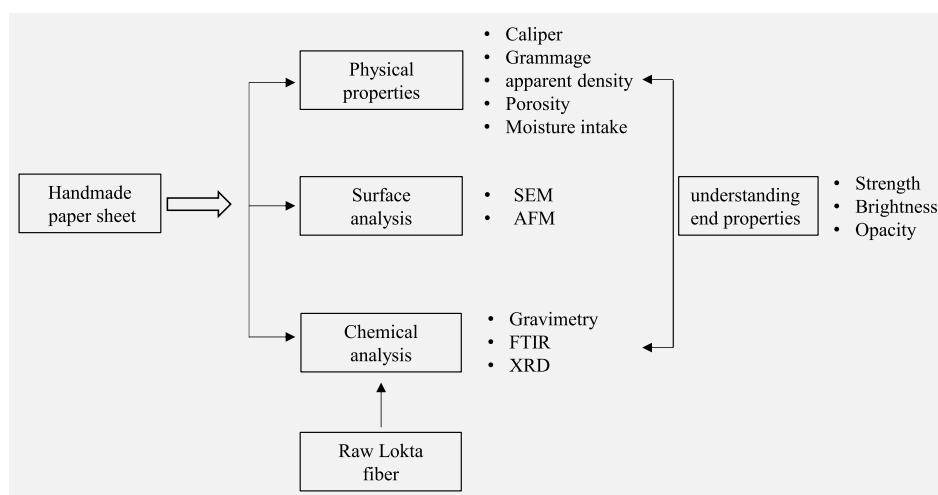 Handmade
paper sheet
Physical
properties
• Caliper
• Grammage
• apparent density
• Porosity
• Moisture intake
Surface
analysis
• SEM
• AFM
Chemical
analysis
• Gravimetry
• FTIR
• XRD
Raw Lokta
fiber
understanding
end properties
• Strength
• Brightness
• Opacity